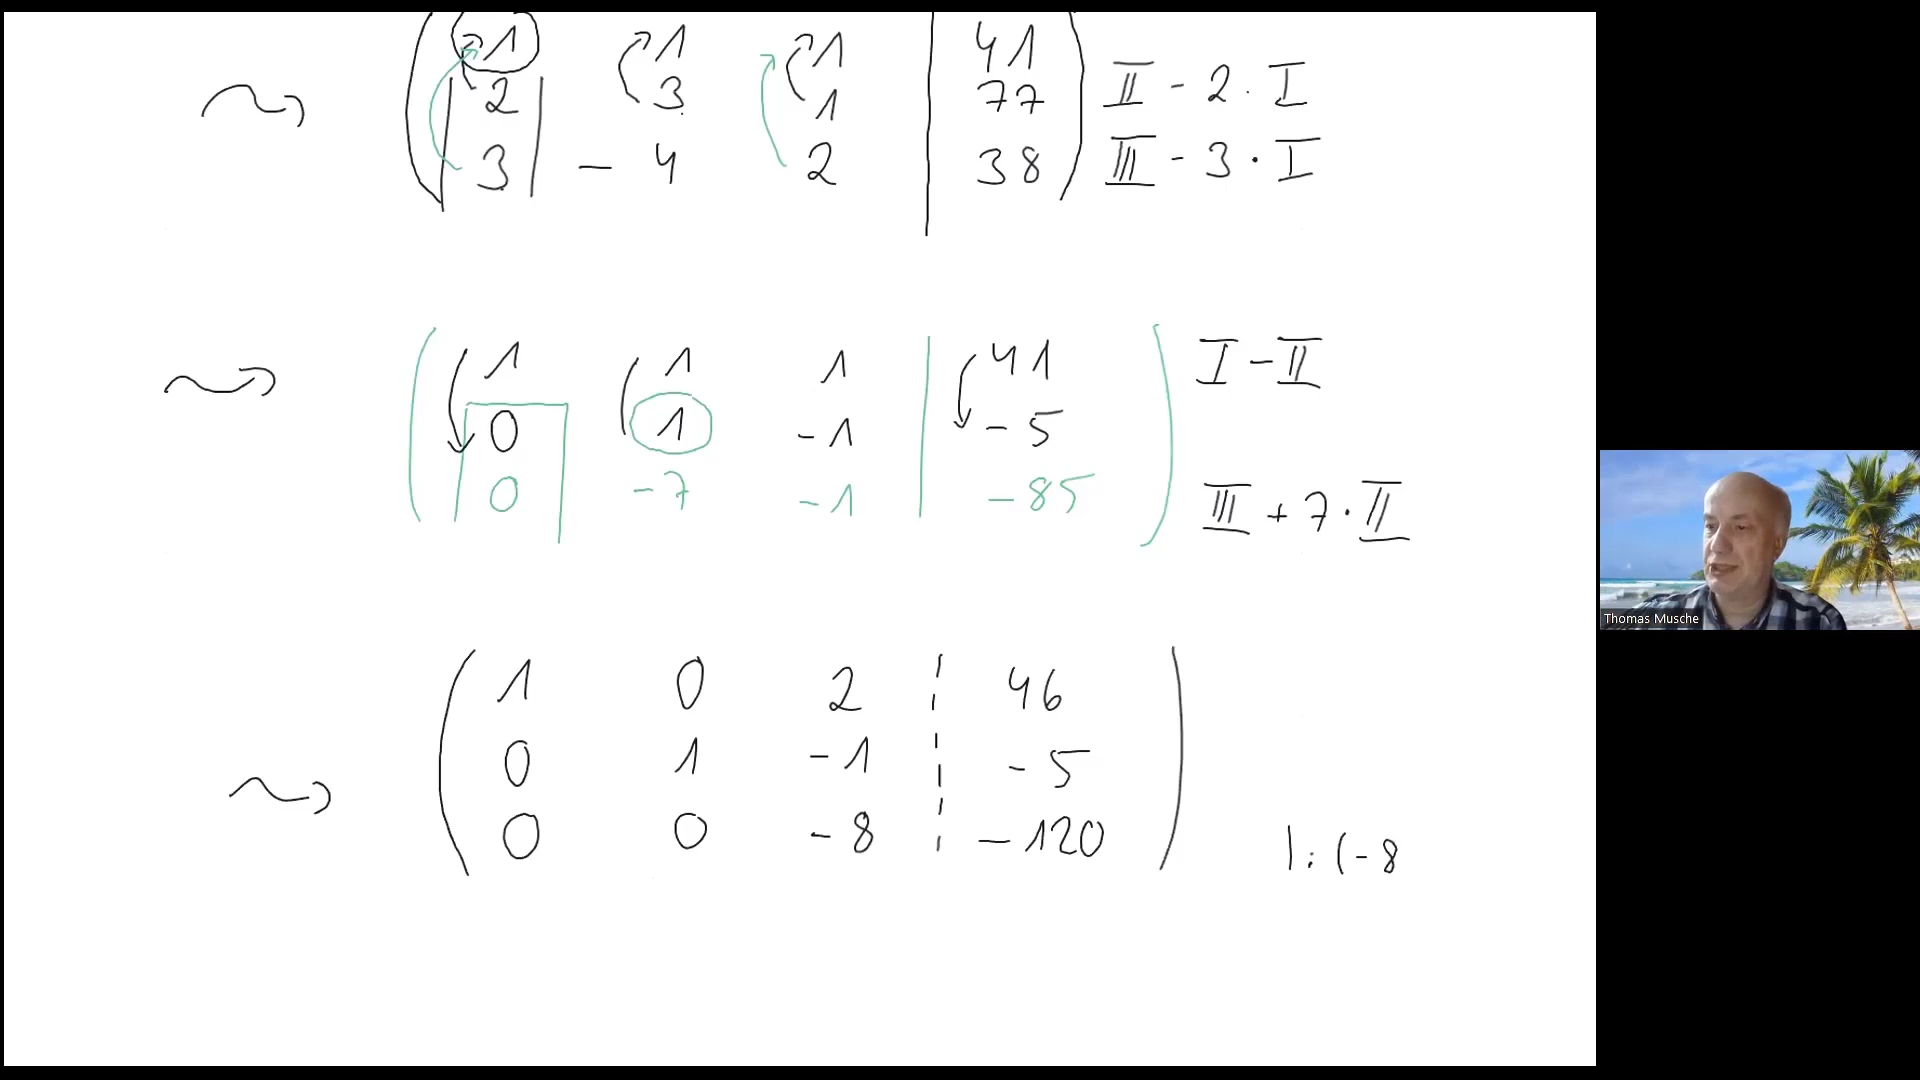 1 1 1 | 41
2 3 1 | 77 II - 2 · I
3 - 4 2 | 38 III - 3 · I
1 1 1 | 41 I - II
0 1 -1 | - 5
0 -7 -1 | - 85 III + 7 · II
1 0 2 | 46
0 1 -1 | - 5
0 0 -8 | - 120 | : (-8
Thomas Musche